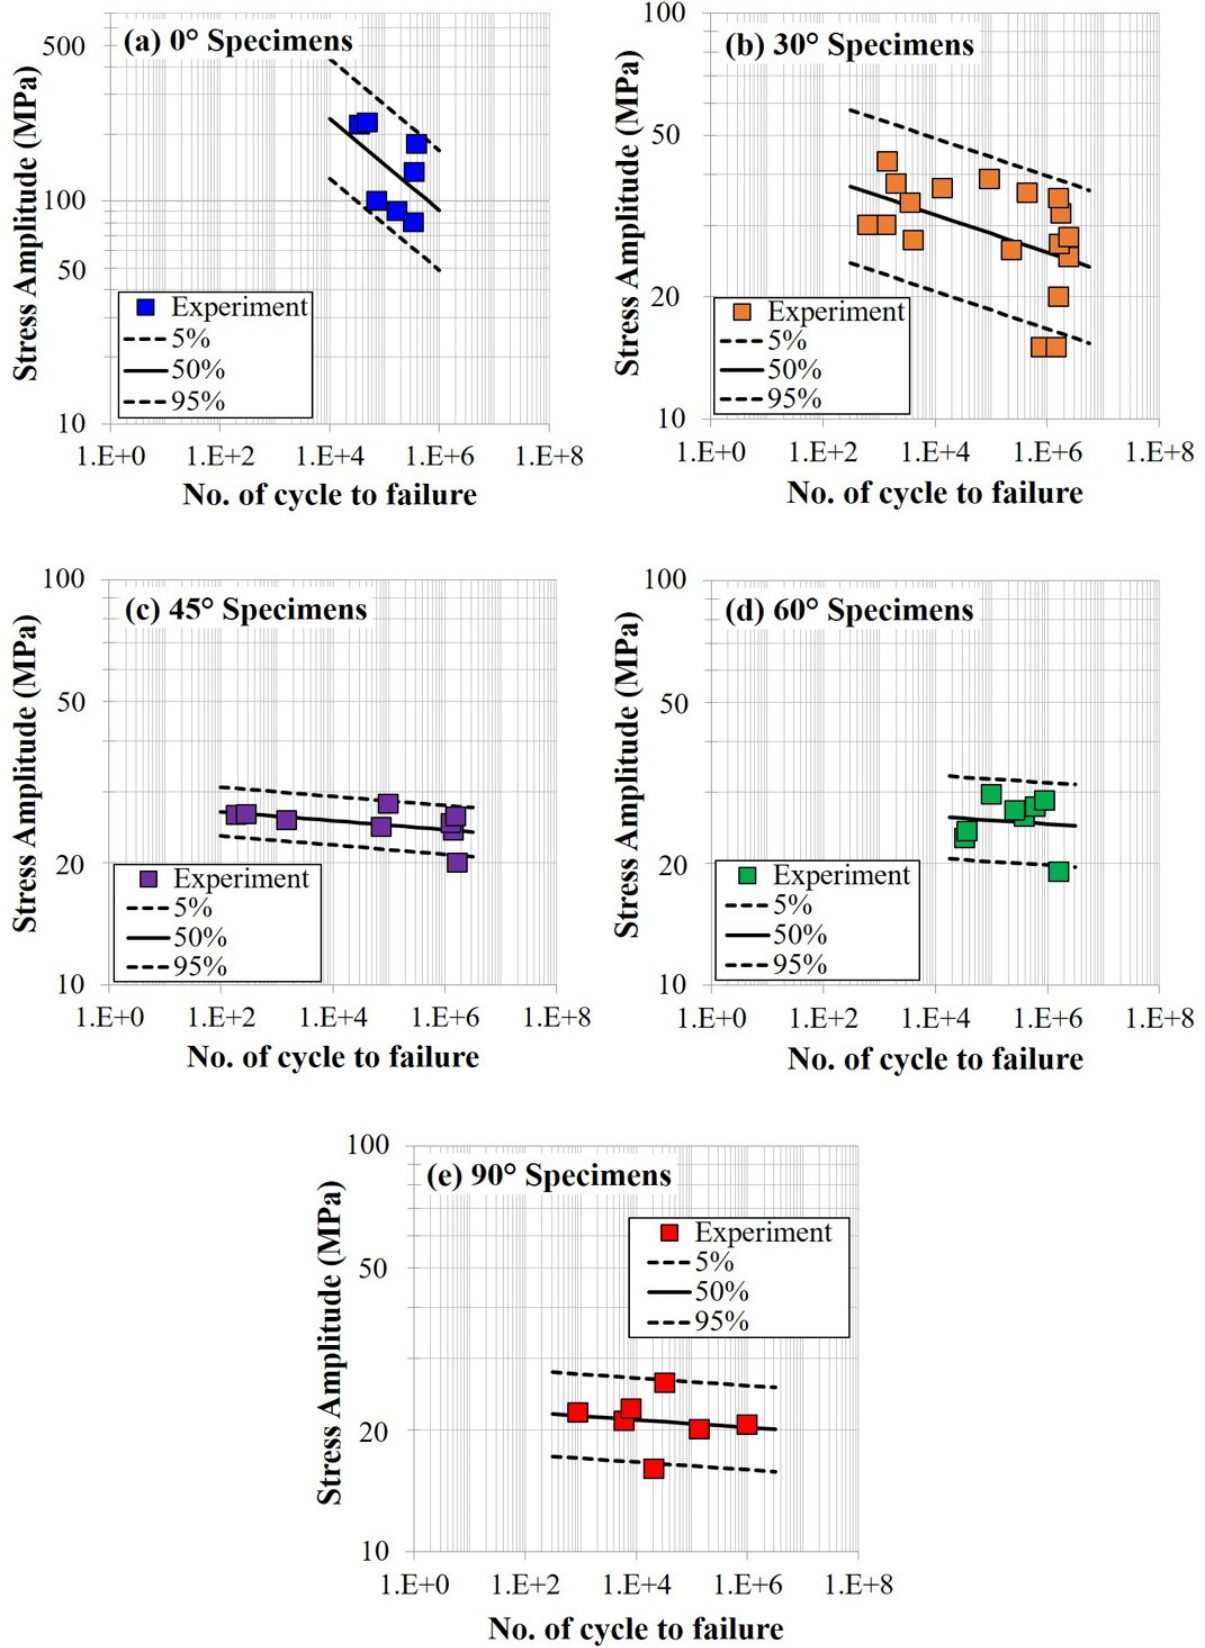 (a) 0° Specimens
Stress Amplitude (MPa)
500
100
50
10
Experiment
5%
50%
95%
1.E+0 1.E+2 1.E+4 1.E+6 1.E+8
No. of cycle to failure
(b) 30° Specimens
Stress Amplitude (MPa)
100
50
20
10
Experiment
5%
50%
95%
1.E+0 1.E+2 1.E+4 1.E+6 1.E+8
No. of cycle to failure
(c) 45° Specimens
Stress Amplitude (MPa)
100
50
20
10
Experiment
5%
50%
95%
1.E+0 1.E+2 1.E+4 1.E+6 1.E+8
No. of cycle to failure
(d) 60° Specimens
Stress Amplitude (MPa)
100
50
20
10
Experiment
5%
50%
95%
1.E+0 1.E+2 1.E+4 1.E+6 1.E+8
No. of cycle to failure
(e) 90° Specimens
Stress Amplitude (MPa)
100
50
20
10
Experiment
5%
50%
95%
1.E+0 1.E+2 1.E+4 1.E+6 1.E+8
No. of cycle to failure